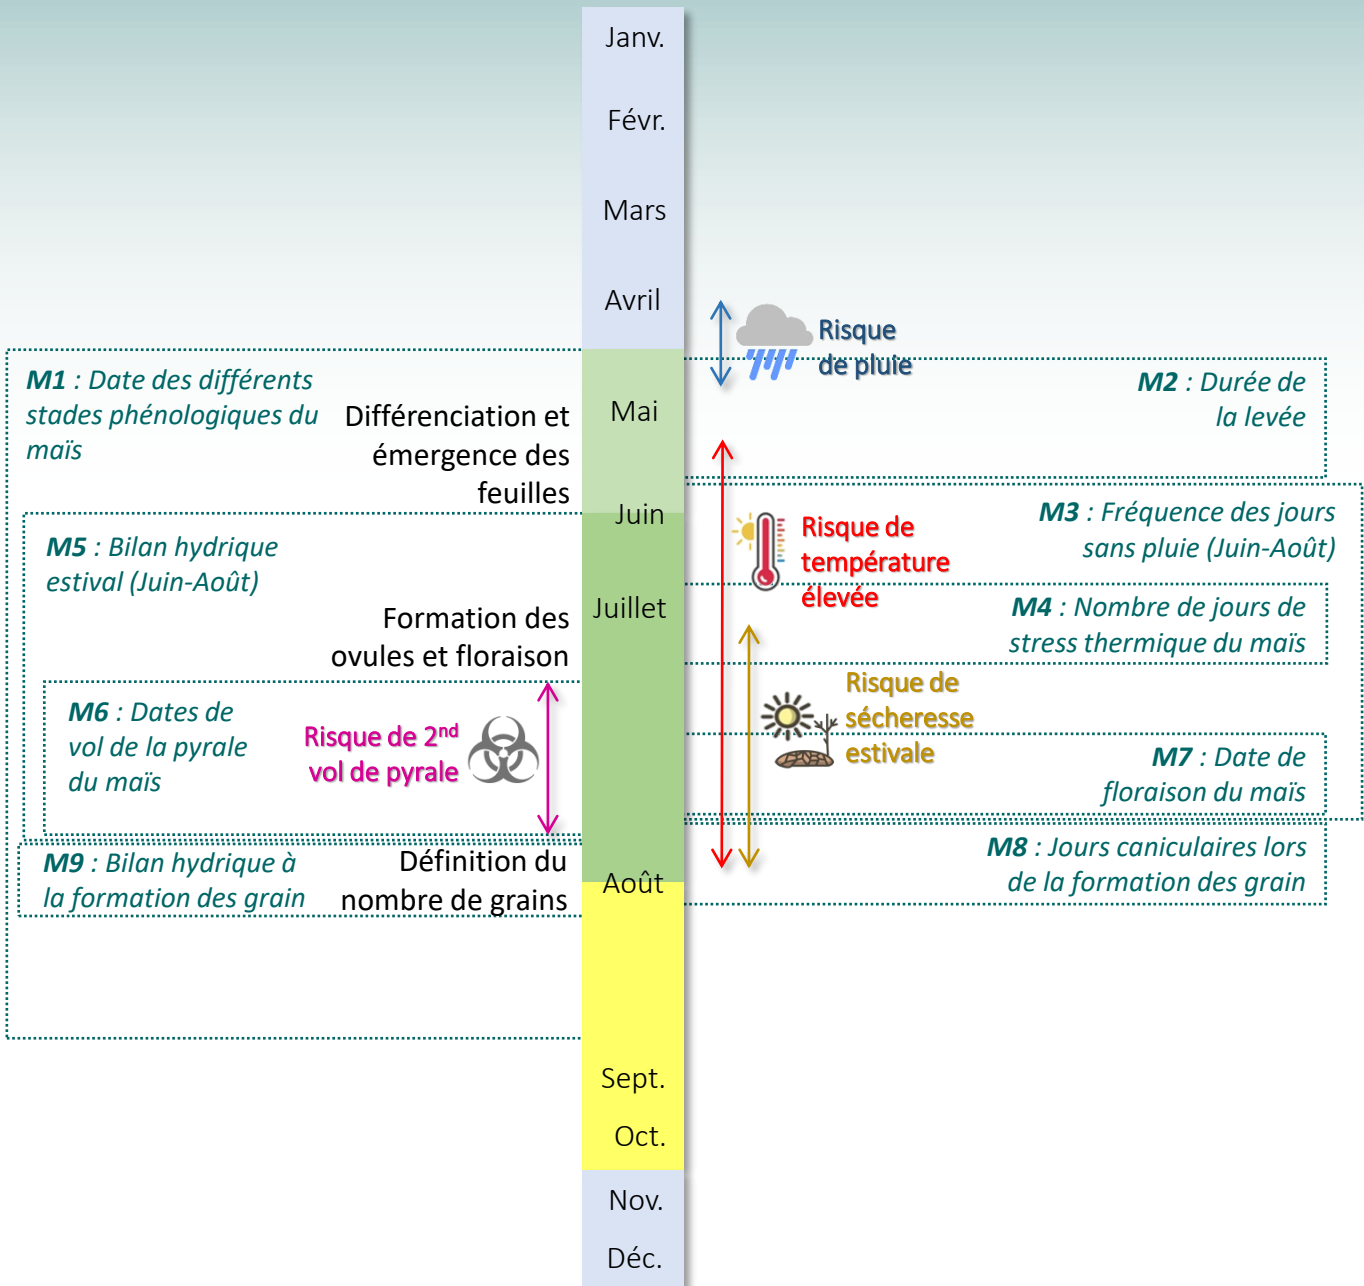 Janv.
Févr.
Mars
Avril
Risque
de pluie
M1 : Date des différents
stades phénologiques du
maïs
Différenciation et
émergence des
feuilles
Mai
M2 : Durée de
la levée
Juin
M3 : Fréquence des jours
sans pluie (Juin-Août)
Risque de
température
élevée
M5 : Bilan hydrique
estival (Juin-Août)
Formation des
ovules et floraison
Juillet
M4 : Nombre de jours de
stress thermique du maïs
M6 : Dates de
vol de la pyrale
du maïs
Risque de 2nd
vol de pyrale
Risque de
sécheresse
estivale
M7 : Date de
floraison du maïs
M9 : Bilan hydrique à
la formation des grain
Définition du
nombre de grains
Août
M8 : Jours caniculaires lors
de la formation des grain
Sept.
Oct.
Nov.
Déc.